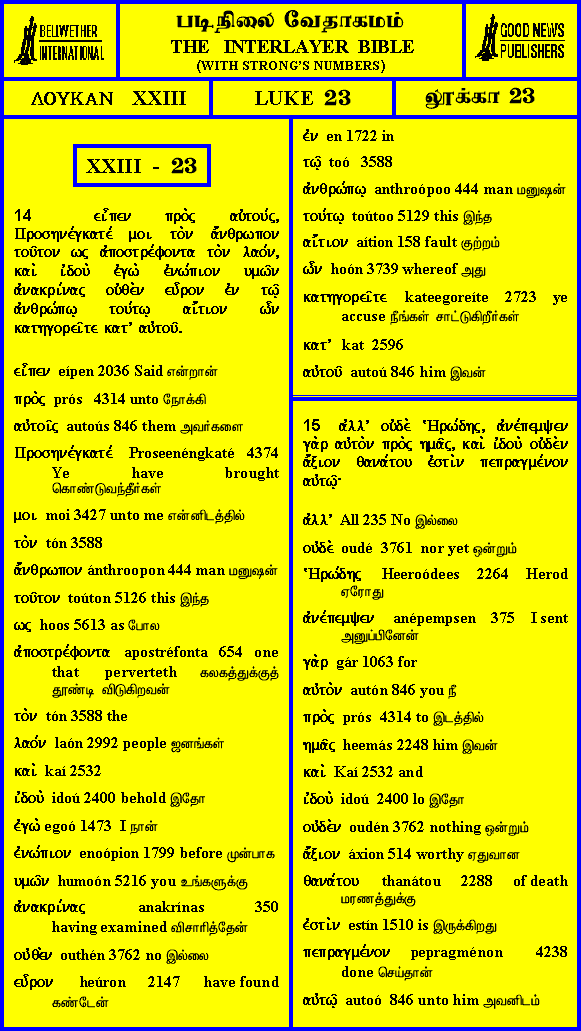 BELIWETHER
INTERNATIONAL
படிநிலை வேதாகமம்
THE INTERLAYER BIBLE
(WITH STRONG'S NUMBERS)
GOOD NEWS
PUBLISHERS
ΛΟΥΚΑΝ XXIII
LUKE 23
லூக்கா 23
XXIII - 23
14 εἶπεν πρὸς αὐτούς,
Προσηνέγκατέ μοι τὸν ἄνθρωπον
τοῦτον ως ἀποστρέφοντα τὸν λαόν,
καὶ ἰδοὺ ἐγὼ ἐνώπιον υμῶν
ἀνακρίνας οὐθὲν εὗρον ἐν τῷ
ἀνθρώπῳ τούτῳ αἴτιον ὧν
κατηγορεῖτε κατ’ αὐτοῦ.
εἶπεν eípen 2036 Said என்றான்
πρὸς prós 4314 unto நோக்கி
αὐτοῖς autoús 846 them அவர்களை
Προσηνέγκατέ Proseenéngkaté 4374
Ye have brought
கொண்டுவந்தீர்கள்
μοι moi 3427 unto me என்னிடத்தில்
τὸν tón 3588
ἄνθρωπον ánthroopon 444 man மனுஷன்
τοῦτον toúton 5126 this இந்த
ως hoos 5613 as போல
ἀποστρέφοντα apostréfonta 654 one
that perverteth கலகத்துக்குத்
தூண்டி விடுகிறவன்
τὸν tón 3588 the
λαόν laón 2992 people ஜனங்கள்
καὶ kaí 2532
ἰδοὺ idoú 2400 behold இதோ
ἐγὼ egoó 1473 I நான்
ἐνώπιον enoópion 1799 before முன்பாக
υμῶν humoón 5216 you உங்களுக்கு
ἀνακρίνας anakrínas 350
having examined விசாரித்தேன்
οὐθὲν outhén 3762 no இல்லை
εὗρον heúron 2147 have found
கண்டேன்
ἐν en 1722 in
τῷ toó 3588
ἀνθρώπῳ anthroópoo 444 man மனுஷன்
τούτῳ toútoo 5129 this இந்த
αἴτιον aítion 158 fault குற்றம்
ὧν hoón 3739 whereof அது
κατηγορεῖτε kateegoreíte 2723 ye
accuse நீங்கள் சாட்டுகிறீர்கள்
κατ’ kat 2596
αὐτοῦ autoú 846 him இவன்
15 ἀλλ’ οὐδὲ Ἡρῴδης, ἀνέπεμψεν
γὰρ αὐτὸν πρὸς ημᾶς, καὶ ἰδοὺ οὐδὲν
ἄξιον θανάτου ἐστὶν πεπραγμένον
αὐτῷ·
ἀλλ’ All 235 No இல்லை
οὐδὲ oudé 3761 nor yet ஒன்றும்
Ἡρῴδης Heeroódees 2264 Herod
ஏரோது
ἀνέπεμψεν anépempsen 375 I sent
அனுப்பினேன்
γὰρ gár 1063 for
αὐτὸν autón 846 you நீ
πρὸς prós 4314 to இடத்தில்
ημᾶς heemás 2248 him இவன்
καὶ Kaí 2532 and
ἰδοὺ idoú 2400 lo இதோ
οὐδὲν oudén 3762 nothing ஒன்றும்
ἄξιον áxion 514 worthy ஏதுவான
θανάτου thanátou 2288 of death
மரணத்துக்கு
ἐστὶν estín 1510 is இருக்கிறது
πεπραγμένον pepragménon 4238
done செய்தான்
αὐτῷ autoó 846 unto him அவனிடம்